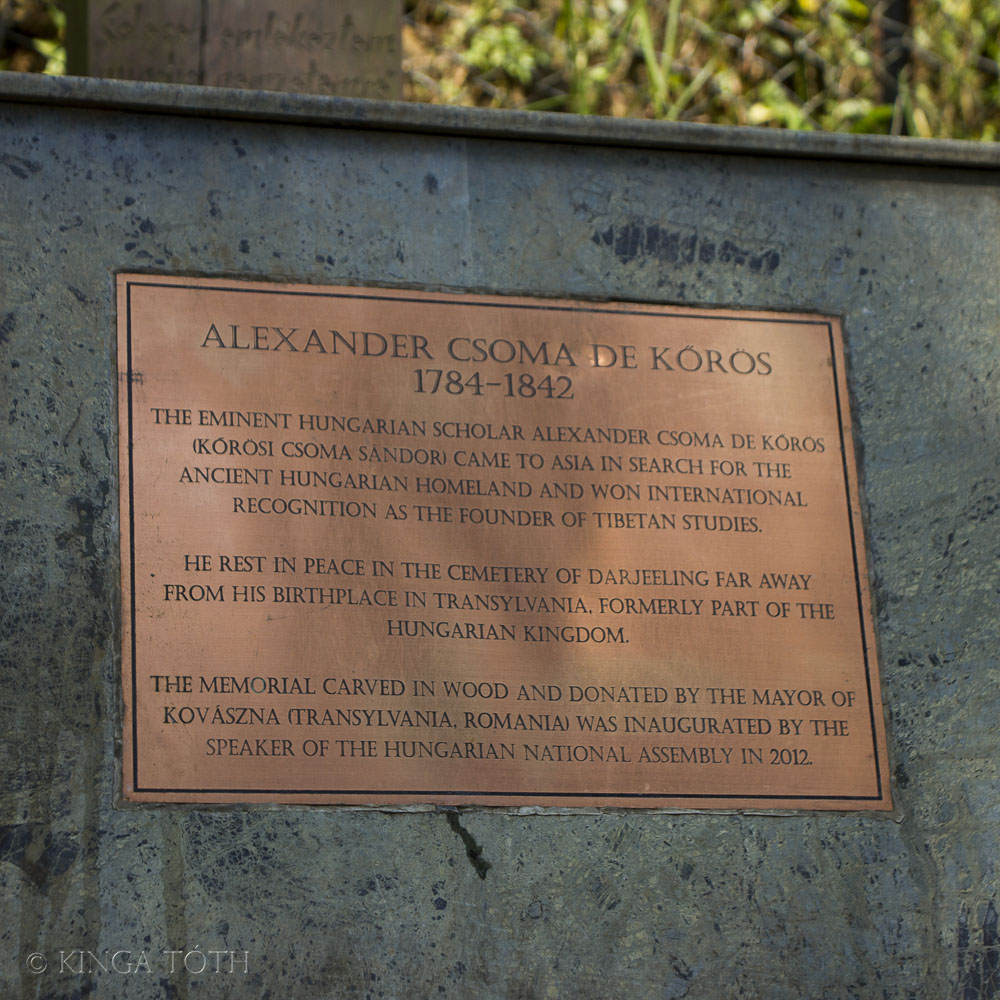 emlékeztem
ALEXANDER CSOMA DE KŐRÖS
1784-1842
THE EMINENT HUNGARIAN SCHOLAR ALEXANDER CSOMA DE KŐRÖS
(KŐRÖSI CSOMA SÁNDOR) CAME TO ASIA IN SEARCH FOR THE
ANCIENT HUNGARIAN HOMELAND AND WON INTERNATIONAL
RECOGNITION AS THE FOUNDER OF TIBETAN STUDIES.
HE REST IN PEACE IN THE CEMETERY OF DARJEELING FAR AWAY
FROM HIS BIRTHPLACE IN TRANSYLVANIA, FORMERLY PART OF THE
HUNGARIAN KINGDOM.
THE MEMORIAL CARVED IN WOOD AND DONATED BY THE MAYOR OF
KOVÁSZNA (TRANSYLVANIA, ROMANIA) WAS INAUGURATED BY THE
SPEAKER OF THE HUNGARIAN NATIONAL ASSEMBLY IN 2012.
© KINGA TÓTH